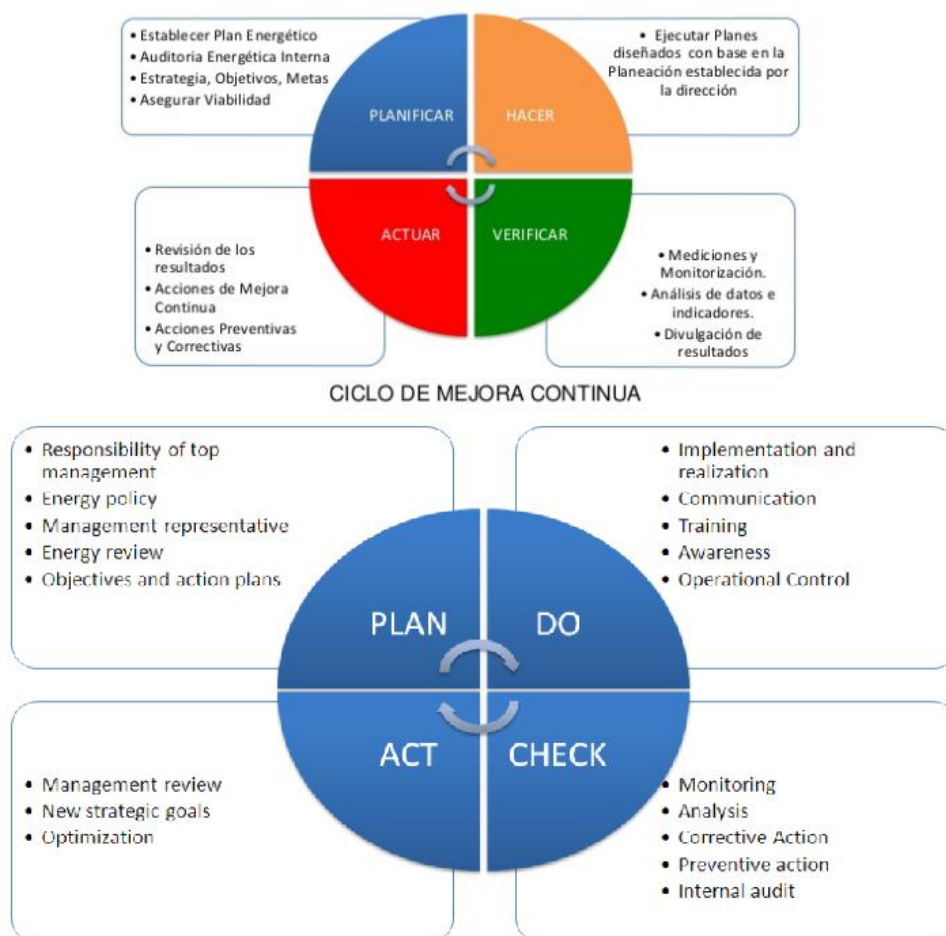 • Establecer Plan Energético
• Auditoria Energética Interna
• Estrategia, Objetivos, Metas
• Asegurar Viabilidad
PLANIFICAR
HACER
• Ejecutar Planes
diseñados con base en la
Planeación establecida por
la dirección
ACTUAR
VERIFICAR
• Revisión de los
resultados
• Acciones de Mejora
Continua
• Acciones Preventivas
y Correctivas
• Mediciones y
Monitorización.
• Análisis de datos e
indicadores.
• Divulgación de
resultados
CICLO DE MEJORA CONTINUA
• Responsibility of top
management
• Energy policy
• Management representative
• Energy review
• Objectives and action plans
• Implementation and
realization
• Communication
• Training
• Awareness
• Operational Control
PLAN
DO
ACT
CHECK
• Management review
• New strategic goals
• Optimization
• Monitoring
• Analysis
• Corrective Action
• Preventive action
• Internal audit